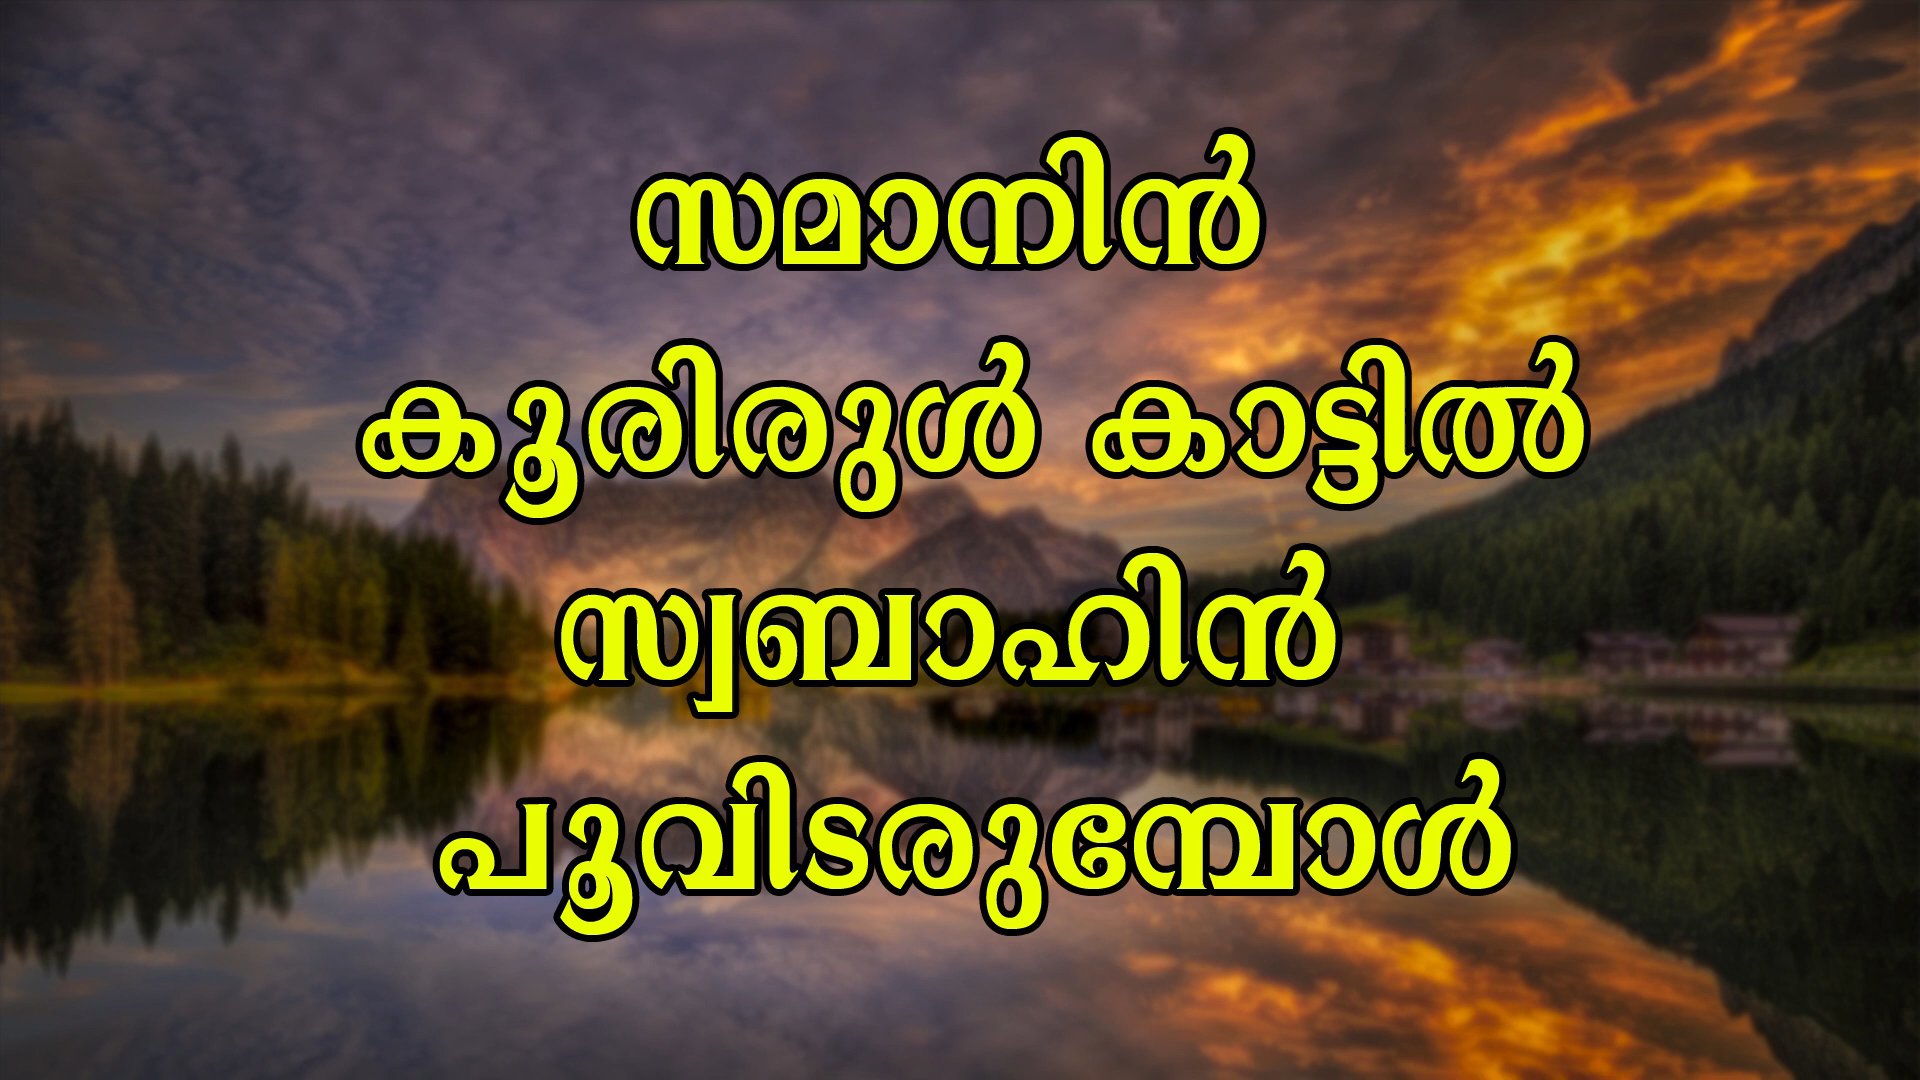 സമാനിൻ
കൂരിരുൾ കാട്ടിൽ
സ്വബാഹിൻ
പൂവിടരുമ്പോൾ